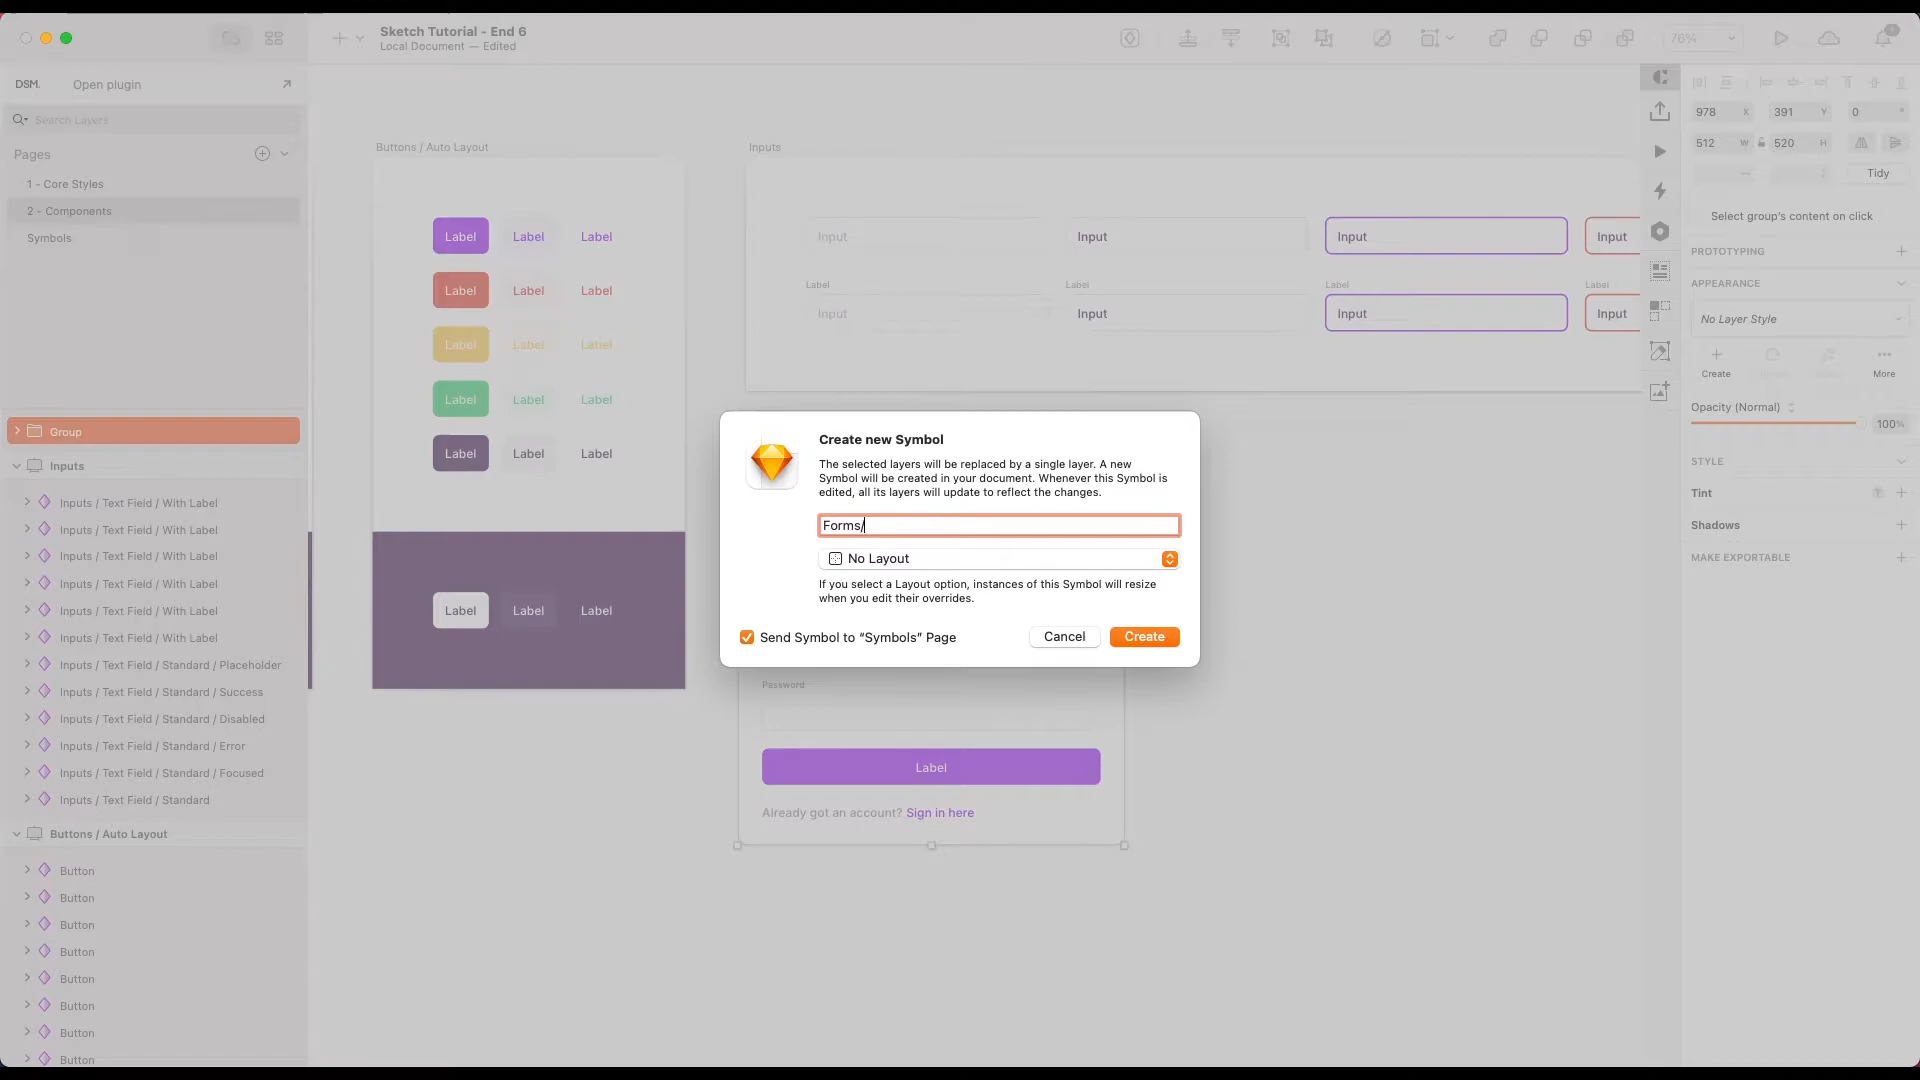 Sketch Tutorial - End 6
Local Document — Edited
76%
DSM.
Open plugin
Search Layers
Pages
1 - Core Styles
2 - Components
Symbols
Group
Inputs
Inputs / Text Field / With Label
Inputs / Text Field / With Label
Inputs / Text Field / With Label
Inputs / Text Field / With Label
Inputs / Text Field / With Label
Inputs / Text Field / With Label
Inputs / Text Field / Standard / Placeholder
Inputs / Text Field / Standard / Success
Inputs / Text Field / Standard / Disabled
Inputs / Text Field / Standard / Error
Inputs / Text Field / Standard / Focused
Inputs / Text Field / Standard
Buttons / Auto Layout
Button
Button
Button
Button
Button
Button
Button
Button
Buttons / Auto Layout
Label Label Label
Label Label Label
Label Label Label
Label Label Label
Label Label Label
Label Label Label
Inputs
Input Input Input Input
Label Label Label Label
Input Input Input Input
Create new Symbol
The selected layers will be replaced by a single layer. A new
Symbol will be created in your document. Whenever this Symbol is
edited, all its layers will update to reflect the changes.
Forms/
No Layout
If you select a Layout option, instances of this Symbol will resize
when you edit their overrides.
Send Symbol to “Symbols” Page
Cancel
Create
Password
Label
Already got an account? Sign in here
978 X 391 Y 0 °
512 W 520 H
Tidy
Select group's content on click
PROTOTYPING
APPEARANCE
No Layer Style
Create
More
Opacity (Normal)
100%
STYLE
Tint
Shadows
MAKE EXPORTABLE